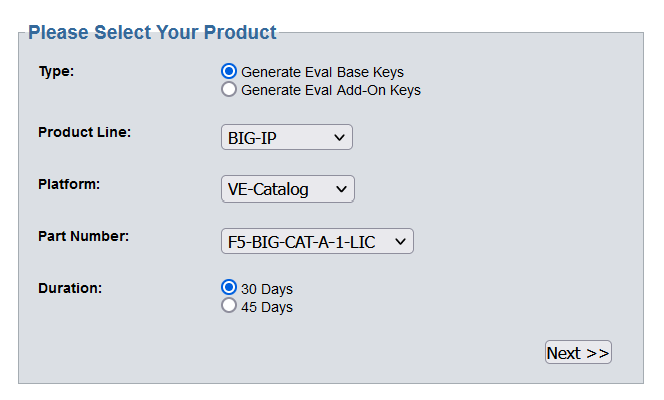 Please Select Your Product
Type:
Generate Eval Base Keys
Generate Eval Add-On Keys
Product Line:
BIG-IP
Platform:
VE-Catalog
Part Number:
F5-BIG-CAT-A-1-LIC
Duration:
30 Days
45 Days
Next >>